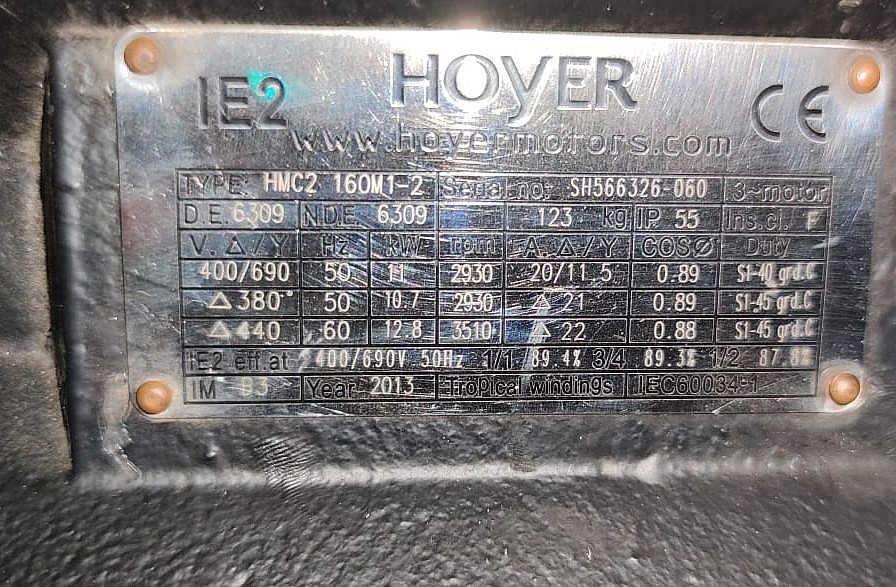 IE2 HOYER CE
www.hoyermotors.com
TYPE: HMC2 160M1-2 Serial no. SH566326-060 3~motor
D.E. 6309 N.D.E. 6309 123 kg IP 55 Ins.cl. F
V. Δ/Y Hz kW rpm A. Δ/Y COSØ Duty
400/690 50 11 2930 20/11.5 0.89 S1-40 grd.C
Δ 380 50 10.7 2930 Δ 21 0.89 S1-45 grd.C
Δ 440 60 12.8 3510 Δ 22 0.88 S1-45 grd.C
IE2 eff.at 400/690V 50Hz 1/1 89.4% 3/4 89.3% 1/2 87.8%
IM B3 Year 2013 Tropical windings IEC60034-1